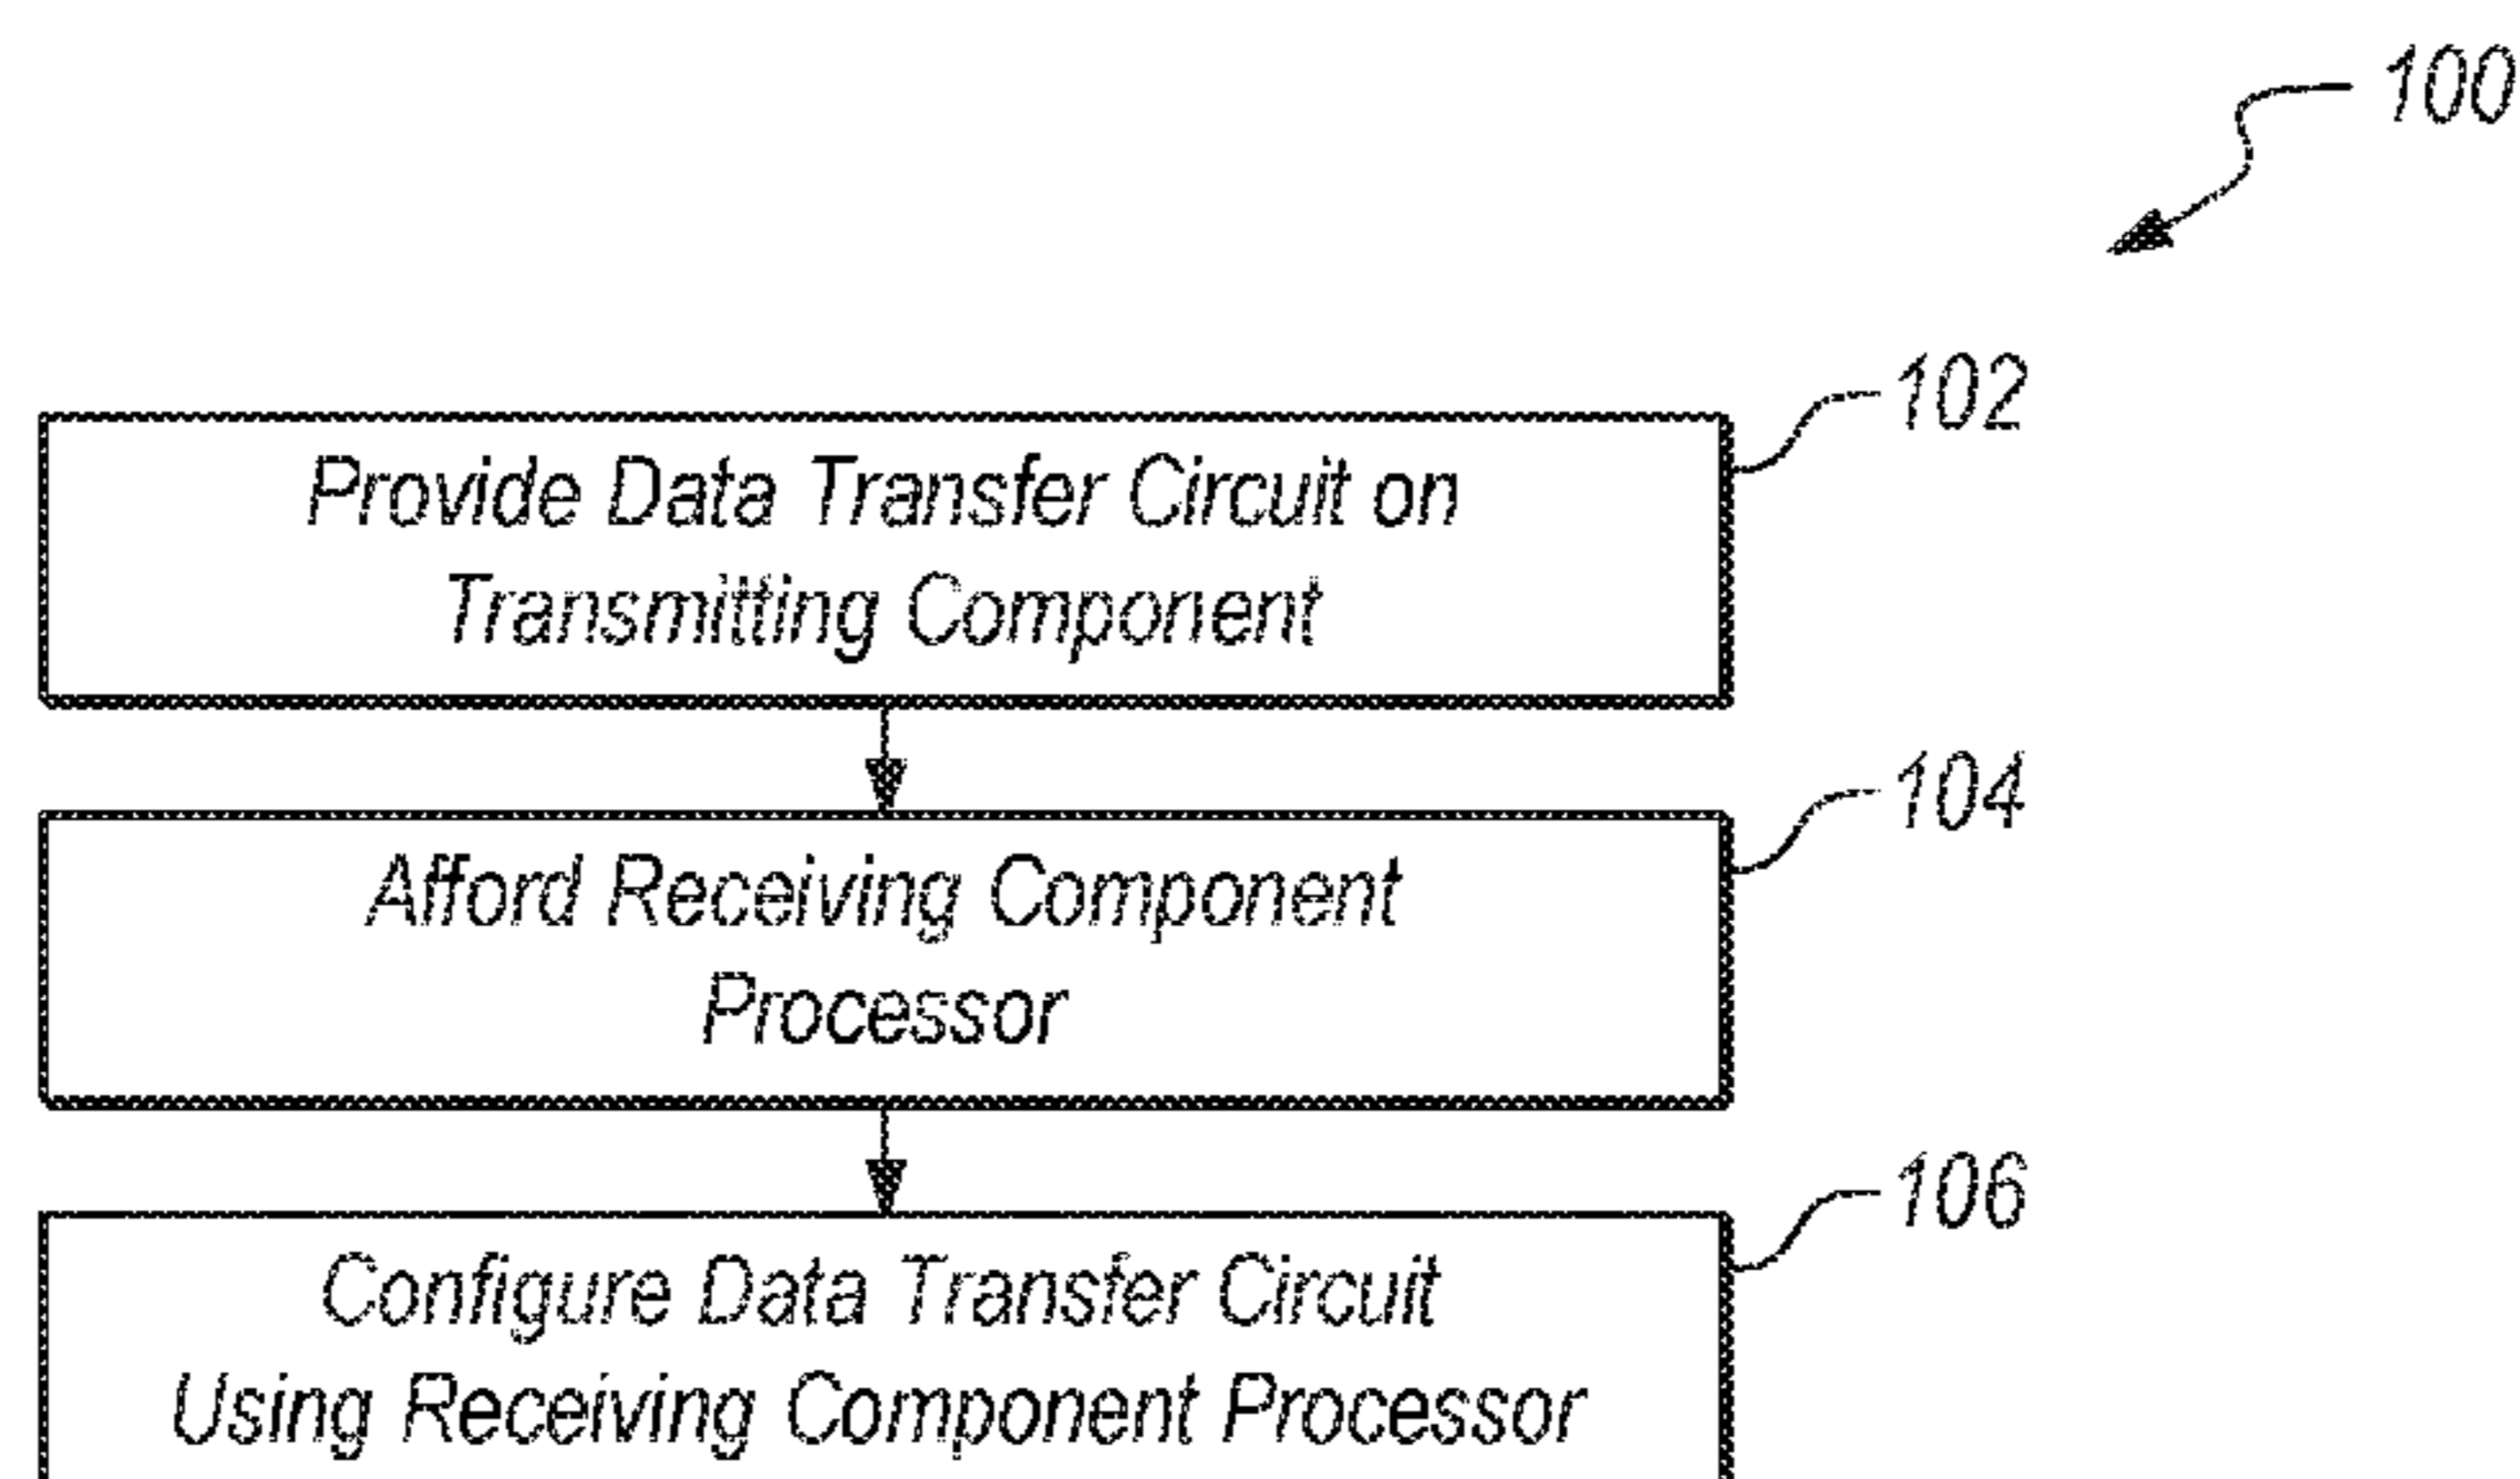 100
102
Provide Data Transfer Circuit on
Transmitting Component
104
Afford Receiving Component
Processor
106
Configure Data Transfer Circuit
Using Receiving Component Processor